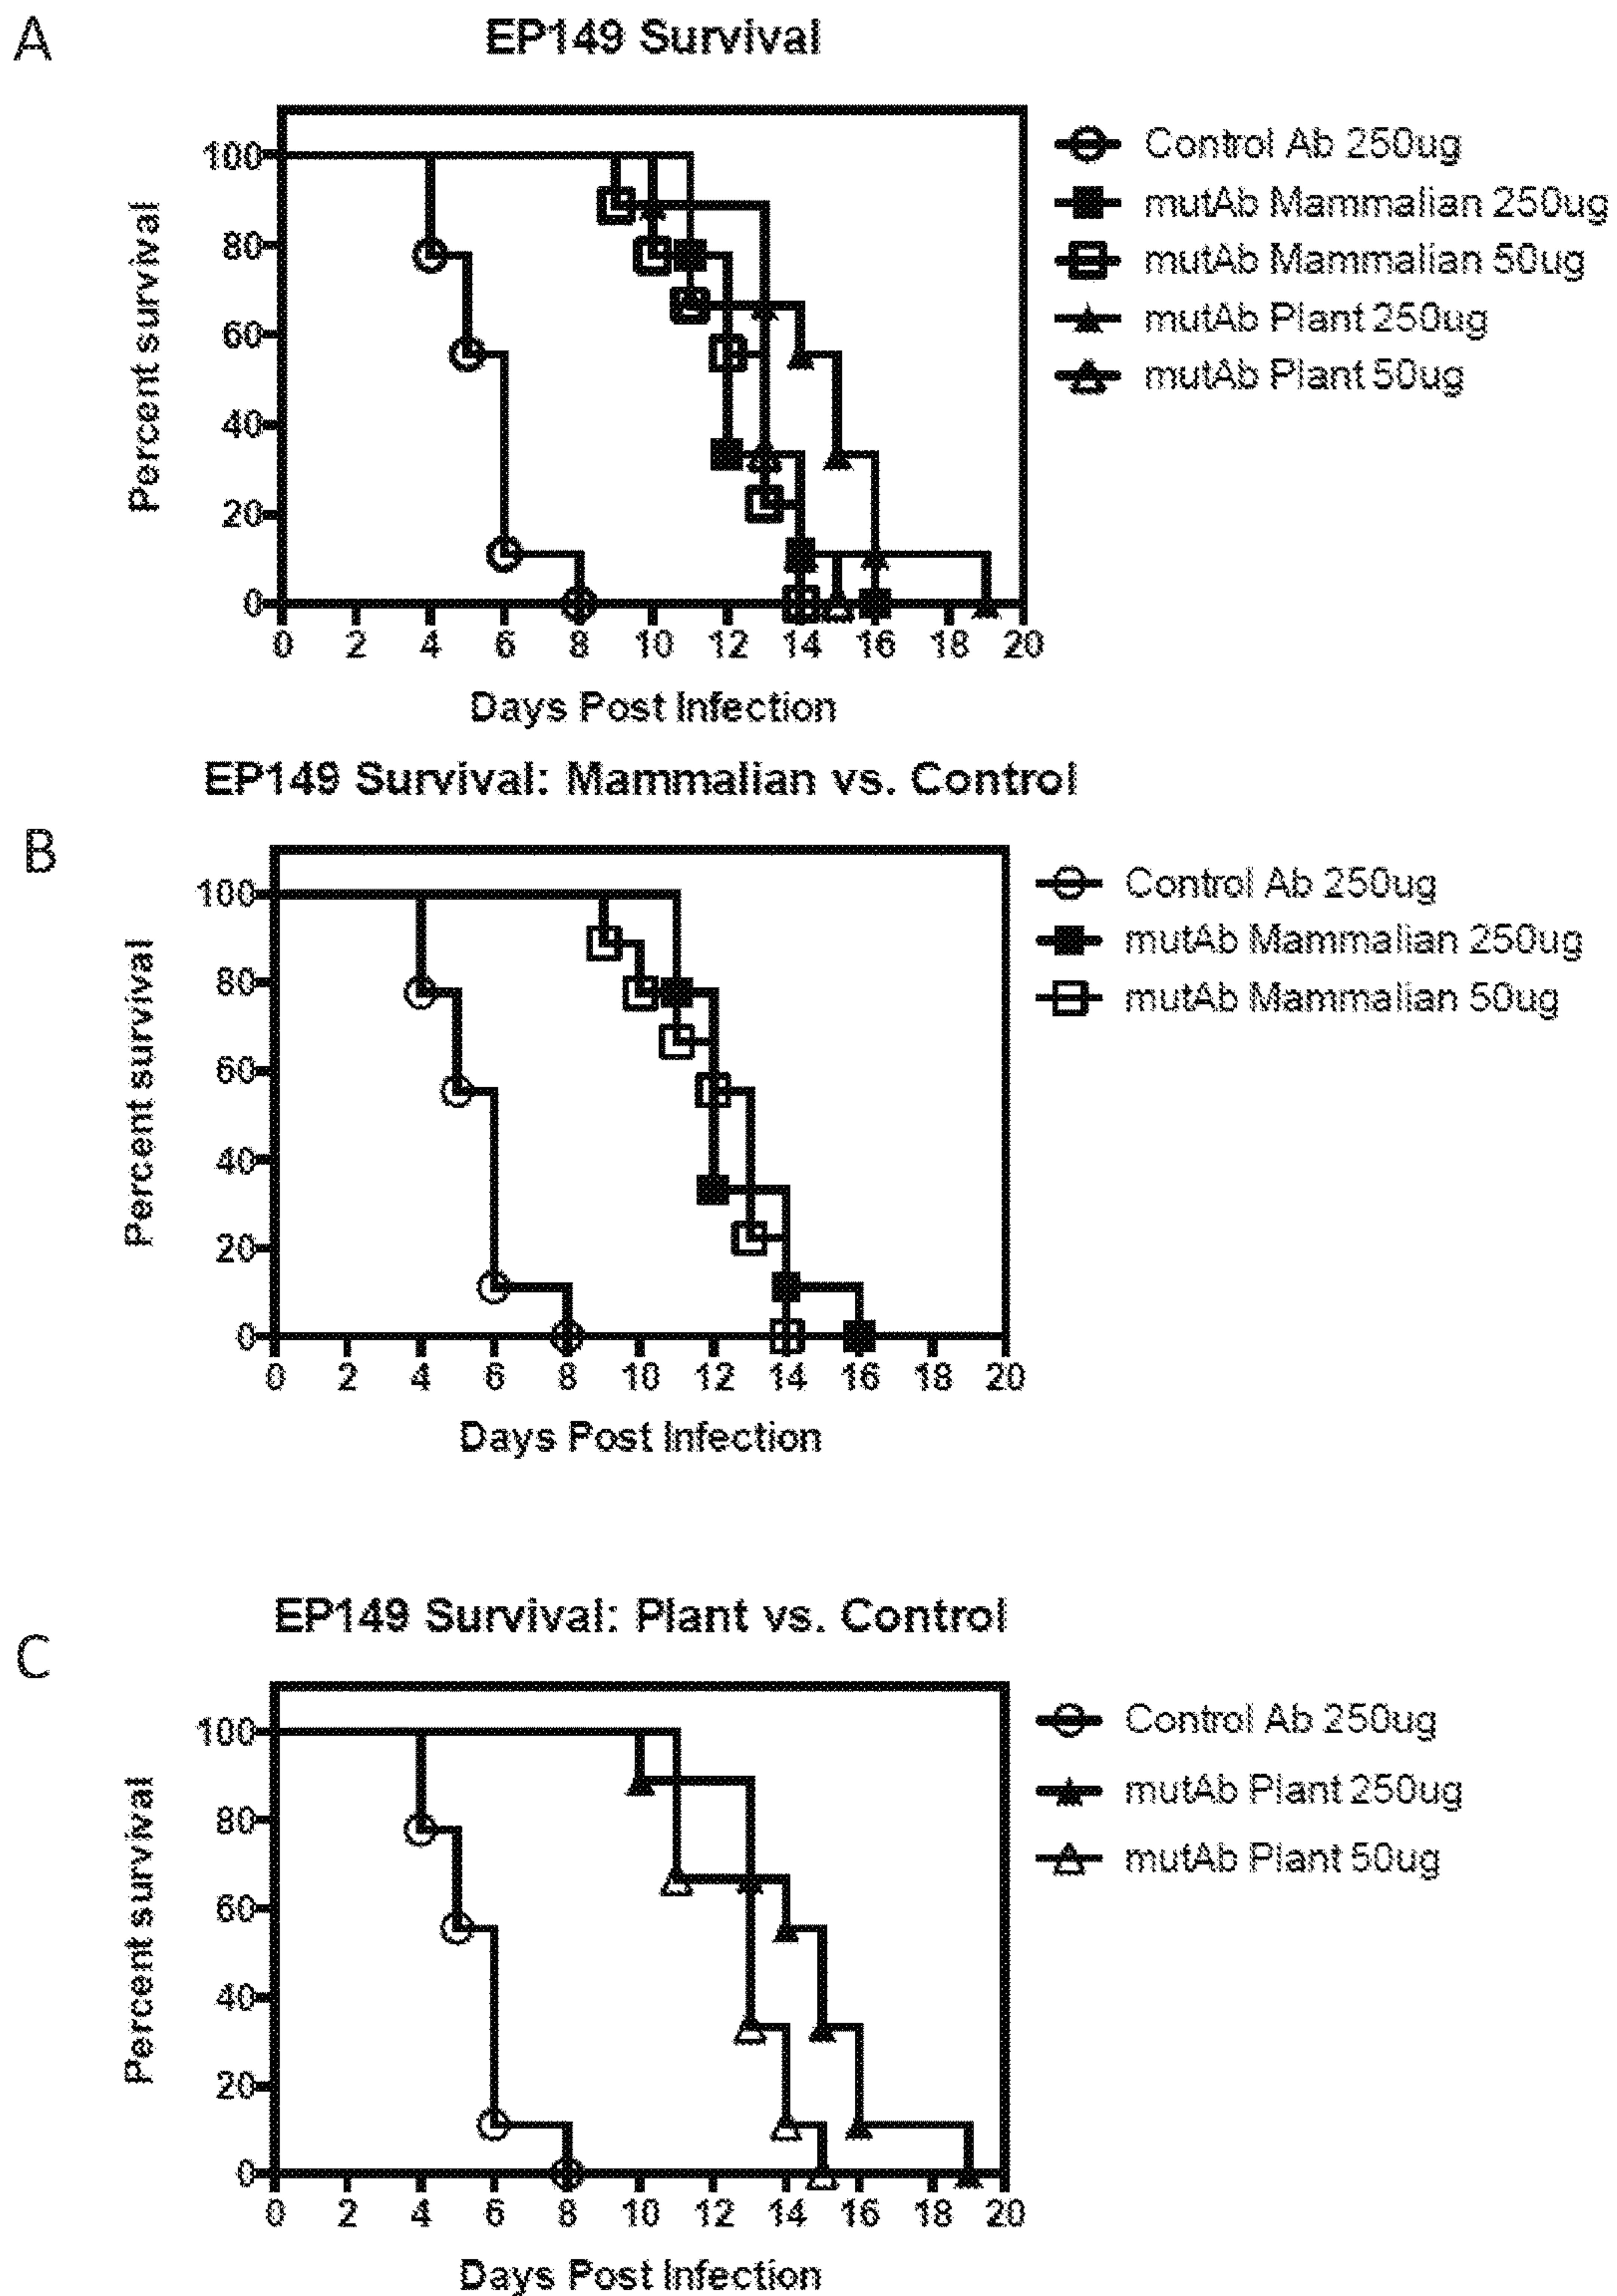 A
EP149 Survival
100
80
60
40
20
0
Percent survival
0 2 4 6 8 10 12 14 16 18 20
Days Post Infection
Control Ab 250ug
mutAb Mammalian 250ug
mutAb Mammalian 50ug
mutAb Plant 250ug
mutAb Plant 50ug
B
EP149 Survival: Mammalian vs. Control
100
80
60
40
20
0
Percent survival
0 2 4 6 8 10 12 14 16 18 20
Days Post Infection
Control Ab 250ug
mutAb Mammalian 250ug
mutAb Mammalian 50ug
C
EP149 Survival: Plant vs. Control
100
80
60
40
20
0
Percent survival
0 2 4 6 8 10 12 14 16 18 20
Days Post Infection
Control Ab 250ug
mutAb Plant 250ug
mutAb Plant 50ug